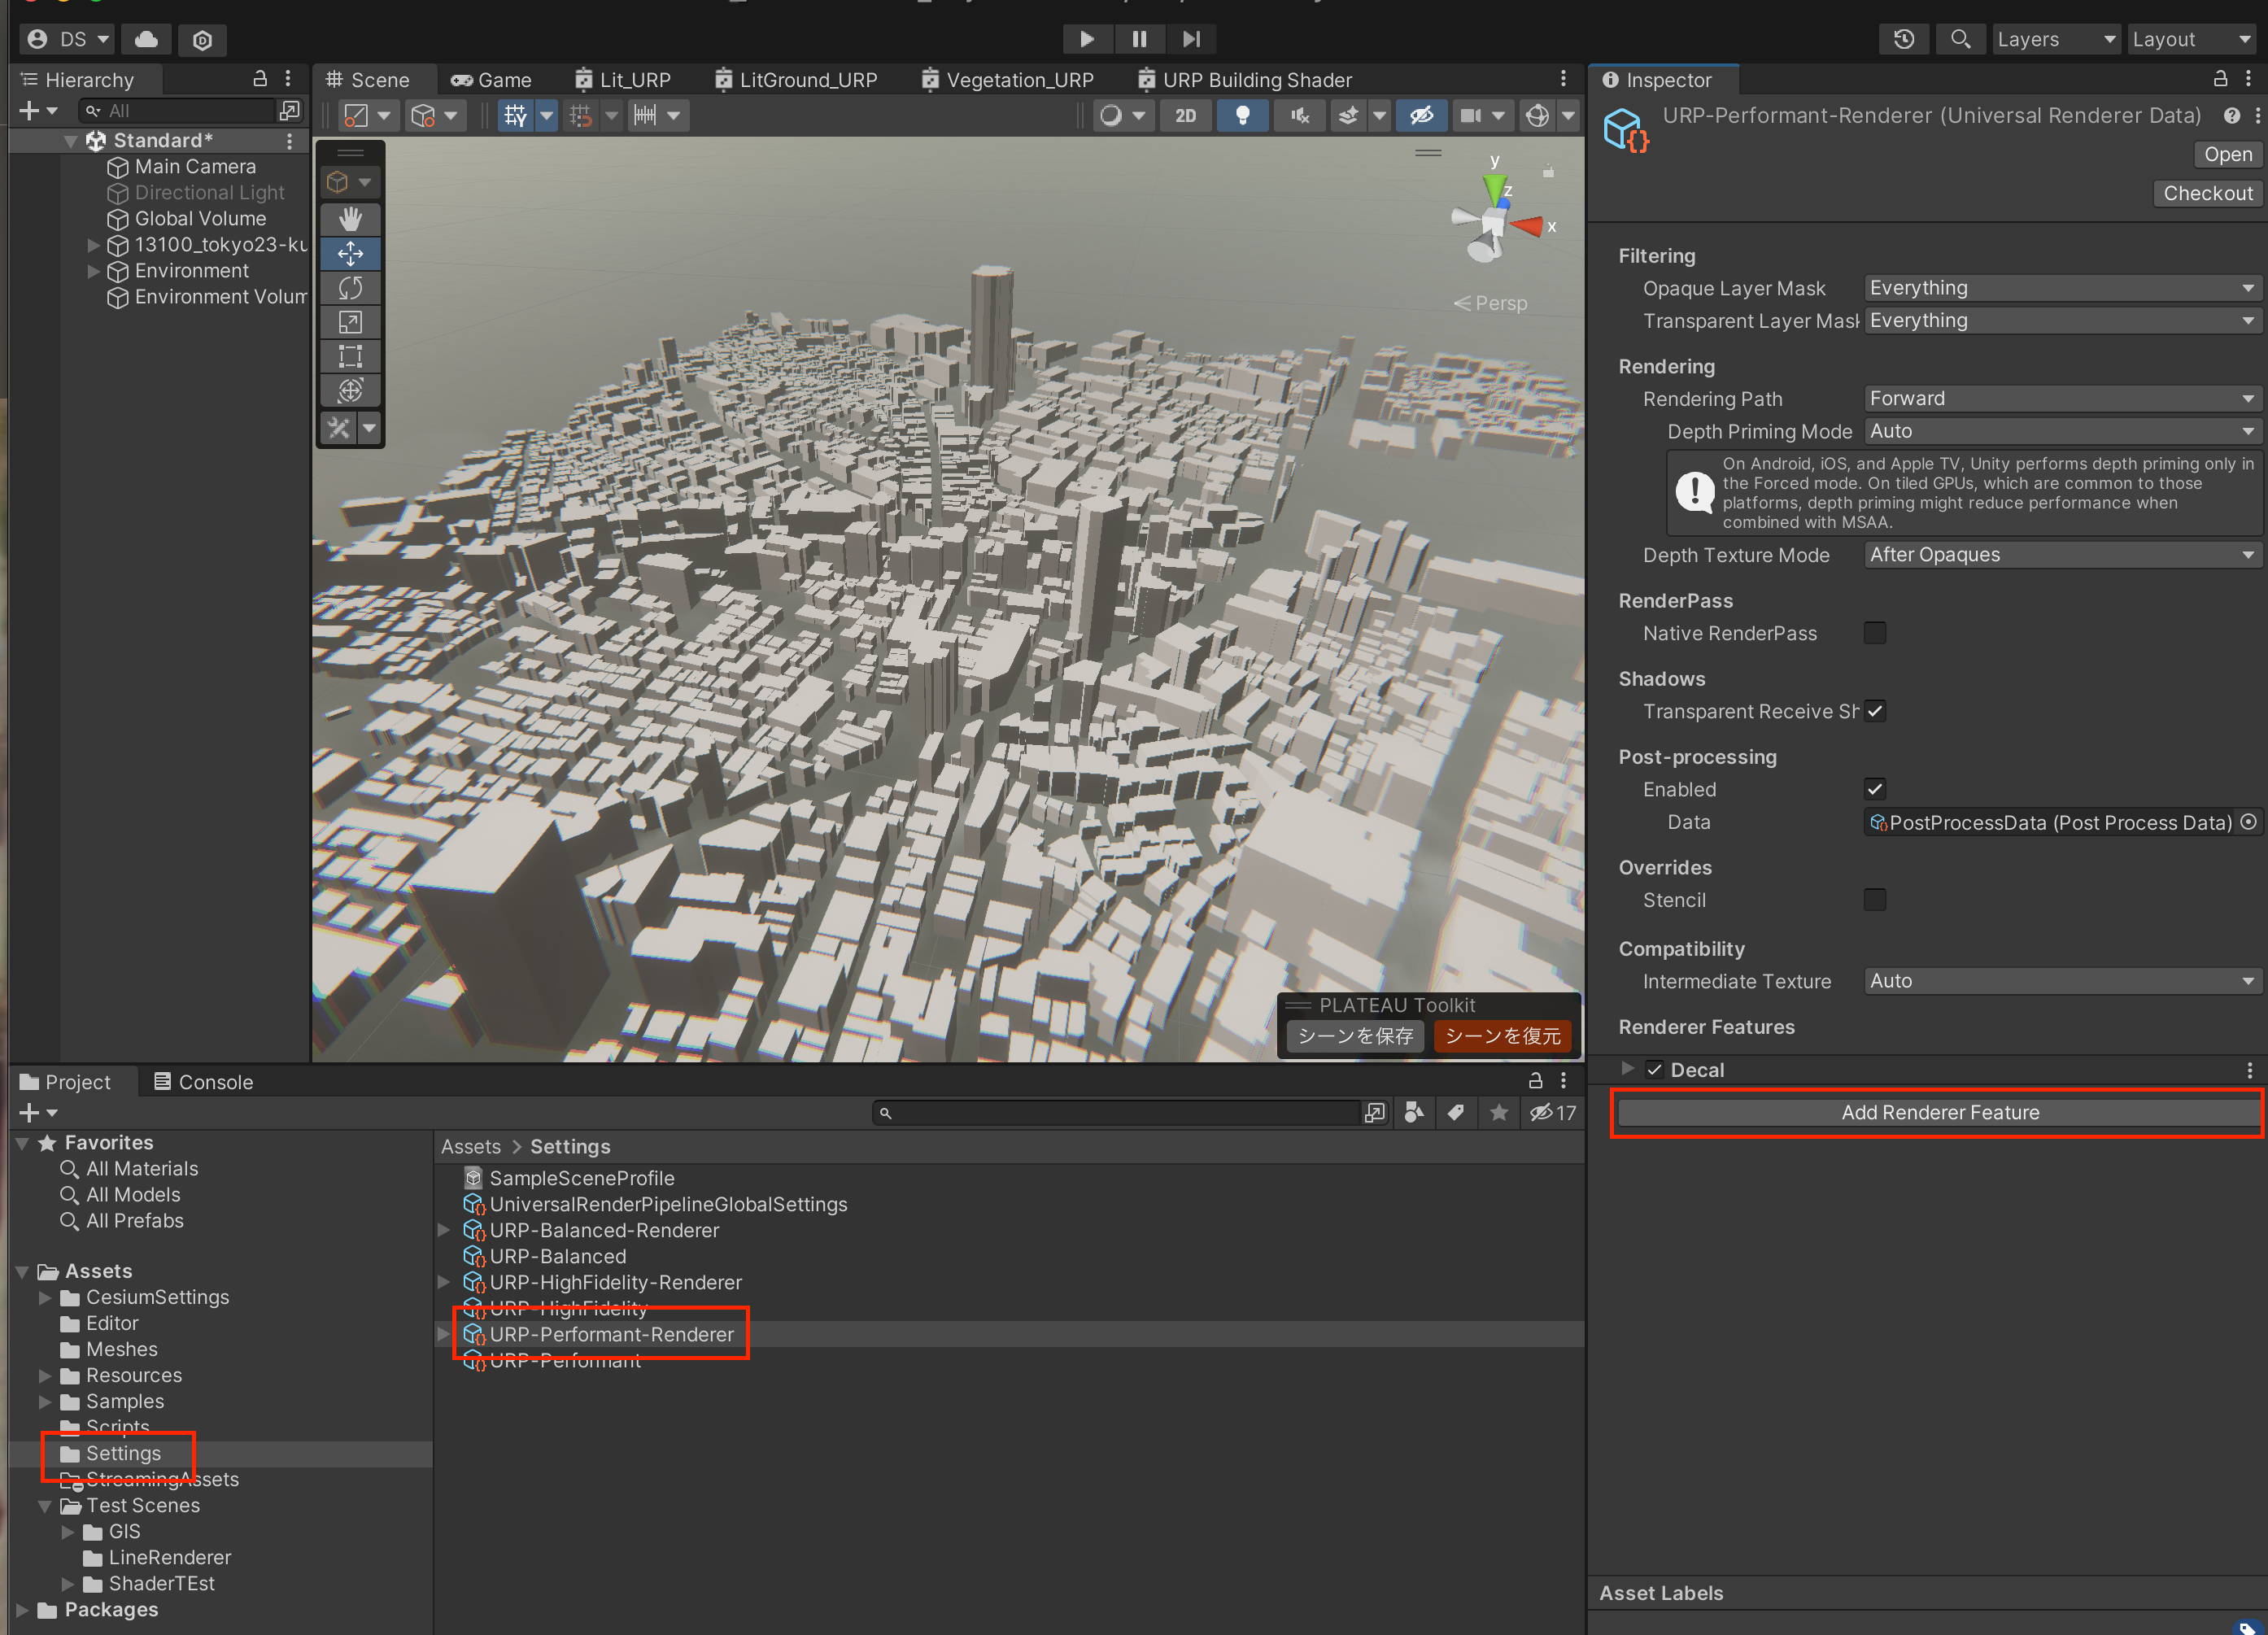 DS
Layers
Layout
Hierarchy
All
Standard*
Main Camera
Directional Light
Global Volume
13100_tokyo23-ku
Environment
Environment Volum
Scene
Game
Lit_URP
LitGround_URP
Vegetation_URP
URP Building Shader
2D
y
z
x
Persp
PLATEAU Toolkit
シーンを保存
シーンを復元
Inspector
URP-Performant-Renderer (Universal Renderer Data)
Open
Checkout
Filtering
Opaque Layer Mask Everything
Transparent Layer Mask Everything
Rendering
Rendering Path Forward
Depth Priming Mode Auto
On Android, iOS, and Apple TV, Unity performs depth priming only in
the Forced mode. On tiled GPUs, which are common to those
platforms, depth priming might reduce performance when
combined with MSAA.
Depth Texture Mode After Opaques
RenderPass
Native RenderPass
Shadows
Transparent Receive Sh
Post-processing
Enabled
Data PostProcessData (Post Process Data)
Overrides
Stencil
Compatibility
Intermediate Texture Auto
Renderer Features
Decal
Add Renderer Feature
Asset Labels
Project
Console
17
Favorites
All Materials
All Models
All Prefabs
Assets
CesiumSettings
Editor
Meshes
Resources
Samples
Scripts
Settings
StreamingAssets
Test Scenes
GIS
LineRenderer
ShaderTEst
Packages
Assets > Settings
SampleSceneProfile
UniversalRenderPipelineGlobalSettings
URP-Balanced-Renderer
URP-Balanced
URP-HighFidelity-Renderer
URP-HighFidelity
URP-Performant-Renderer
URP-Performant